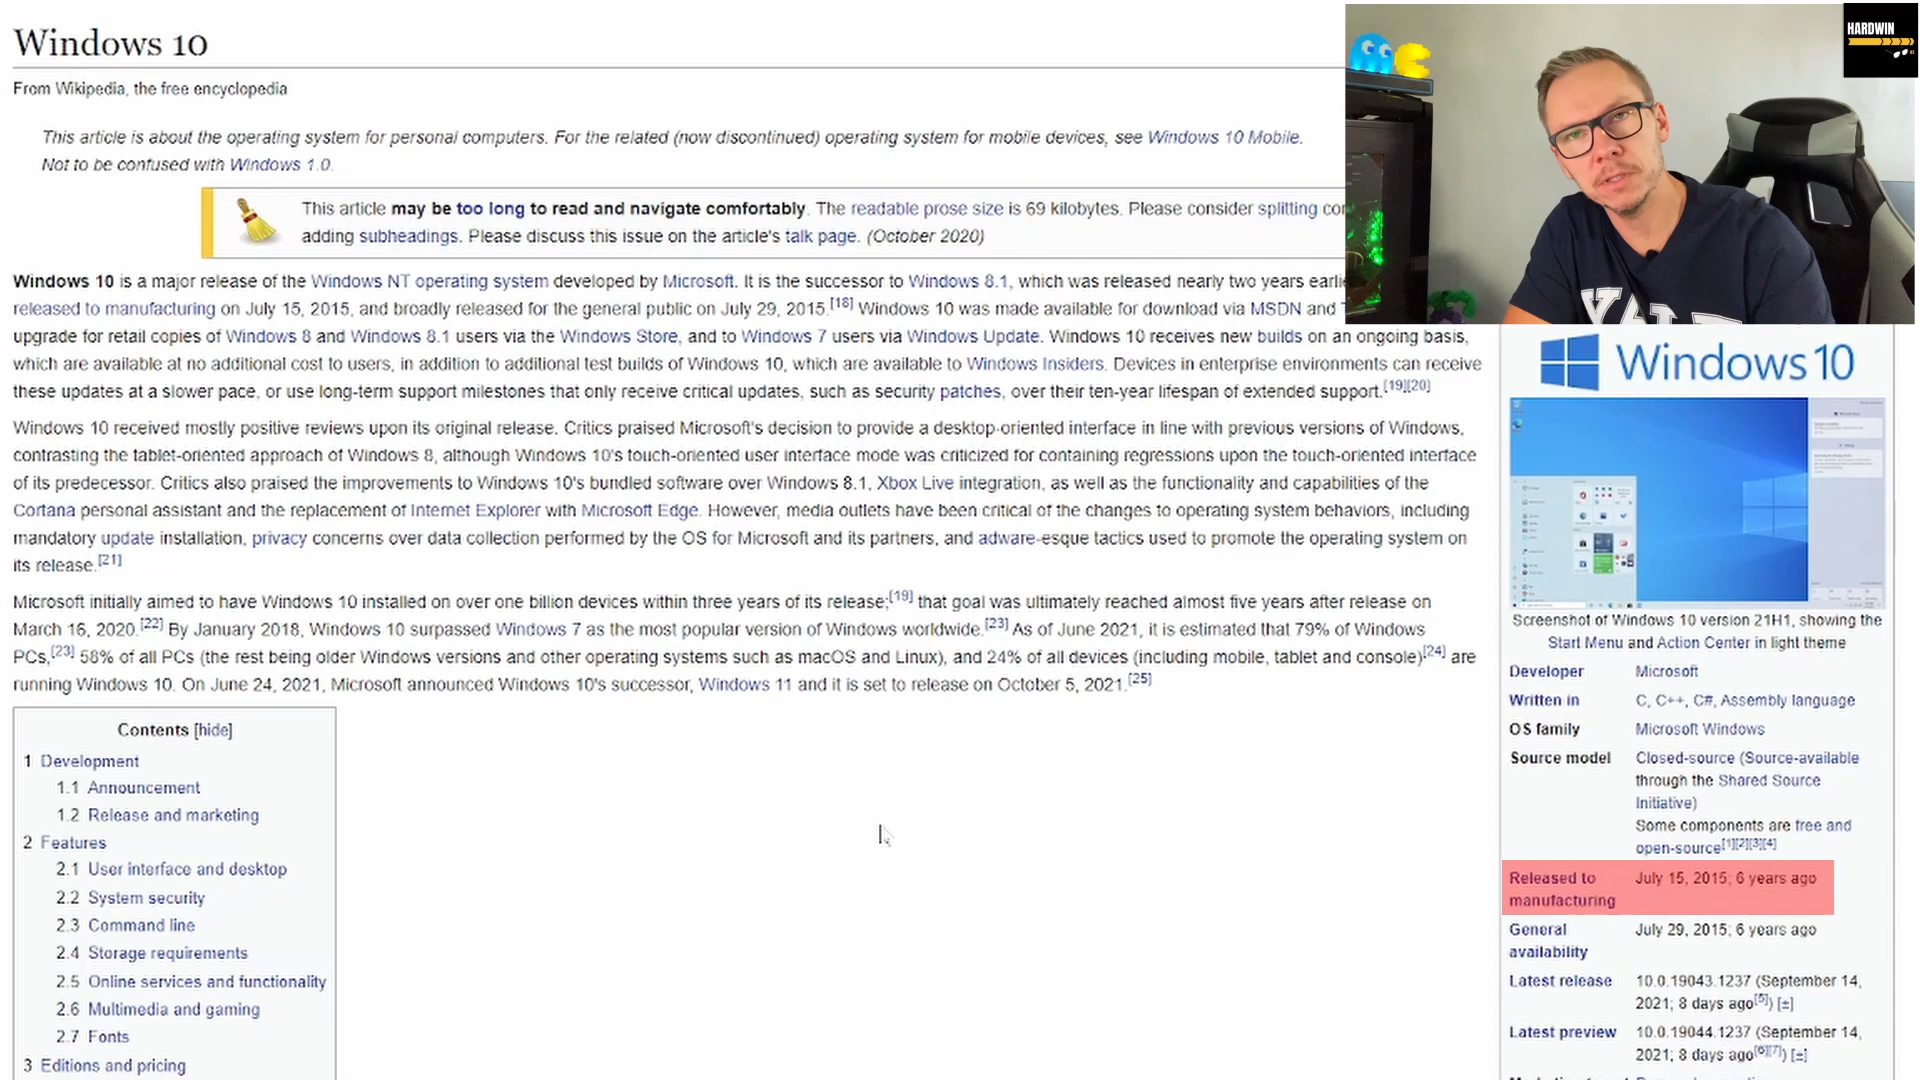 Windows 10
From Wikipedia, the free encyclopedia
This article is about the operating system for personal computers. For the related (now discontinued) operating system for mobile devices, see Windows 10 Mobile.
Not to be confused with Windows 1.0.
This article may be too long to read and navigate comfortably. The readable prose size is 69 kilobytes. Please consider splitting
adding subheadings. Please discuss this issue on the article's talk page. (October 2020)
Windows 10 is a major release of the Windows NT operating system developed by Microsoft. It is the successor to Windows 8.1, which was released nearly two years
released to manufacturing on July 15, 2015, and broadly released for the general public on July 29, 2015.[18] Windows 10 was made available for download via MSDN and
upgrade for retail copies of Windows 8 and Windows 8.1 users via the Windows Store, and to Windows 7 users via Windows Update. Windows 10 receives new builds on an ongoing basis,
which are available at no additional cost to users, in addition to additional test builds of Windows 10, which are available to Windows Insiders. Devices in enterprise environments can receive
these updates at a slower pace, or use long-term support milestones that only receive critical updates, such as security patches, over their ten-year lifespan of extended support.[19][20]
Windows 10 received mostly positive reviews upon its original release. Critics praised Microsoft's decision to provide a desktop-oriented interface in line with previous versions of Windows,
contrasting the tablet-oriented approach of Windows 8, although Windows 10's touch-oriented user interface mode was criticized for containing regressions upon the touch-oriented interface
of its predecessor. Critics also praised the improvements to Windows 10's bundled software over Windows 8.1, Xbox Live integration, as well as the functionality and capabilities of the
Cortana personal assistant and the replacement of Internet Explorer with Microsoft Edge. However, media outlets have been critical of the changes to operating system behaviors, including
mandatory update installation, privacy concerns over data collection performed by the OS for Microsoft and its partners, and adware-esque tactics used to promote the operating system on
its release.[21]
Microsoft initially aimed to have Windows 10 installed on over one billion devices within three years of its release;[19] that goal was ultimately reached almost five years after release on
March 16, 2020.[22] By January 2018, Windows 10 surpassed Windows 7 as the most popular version of Windows worldwide.[23] As of June 2021, it is estimated that 79% of Windows
PCs,[23] 58% of all PCs (the rest being older Windows versions and other operating systems such as macOS and Linux), and 24% of all devices (including mobile, tablet and console)[24] are
running Windows 10. On June 24, 2021, Microsoft announced Windows 10's successor, Windows 11 and it is set to release on October 5, 2021.[25]
Contents [hide]
1 Development
1.1 Announcement
1.2 Release and marketing
2 Features
2.1 User interface and desktop
2.2 System security
2.3 Command line
2.4 Storage requirements
2.5 Online services and functionality
2.6 Multimedia and gaming
2.7 Fonts
3 Editions and pricing
HARDWIN
Windows 10
Screenshot of Windows 10 version 21H1, showing the
Start Menu and Action Center in light theme
Developer Microsoft
Written in C, C++, C#, Assembly language
OS family Microsoft Windows
Source model Closed-source (Source-available
through the Shared Source
Initiative)
Some components are free and
open-source[1][2][3][4]
Released to July 15, 2015; 6 years ago
manufacturing
General July 29, 2015; 6 years ago
availability
Latest release 10.0.19043.1237 (September 14,
2021; 8 days ago[5]) [±]
Latest preview 10.0.19044.1237 (September 14,
2021; 8 days ago[6][7]) [±]